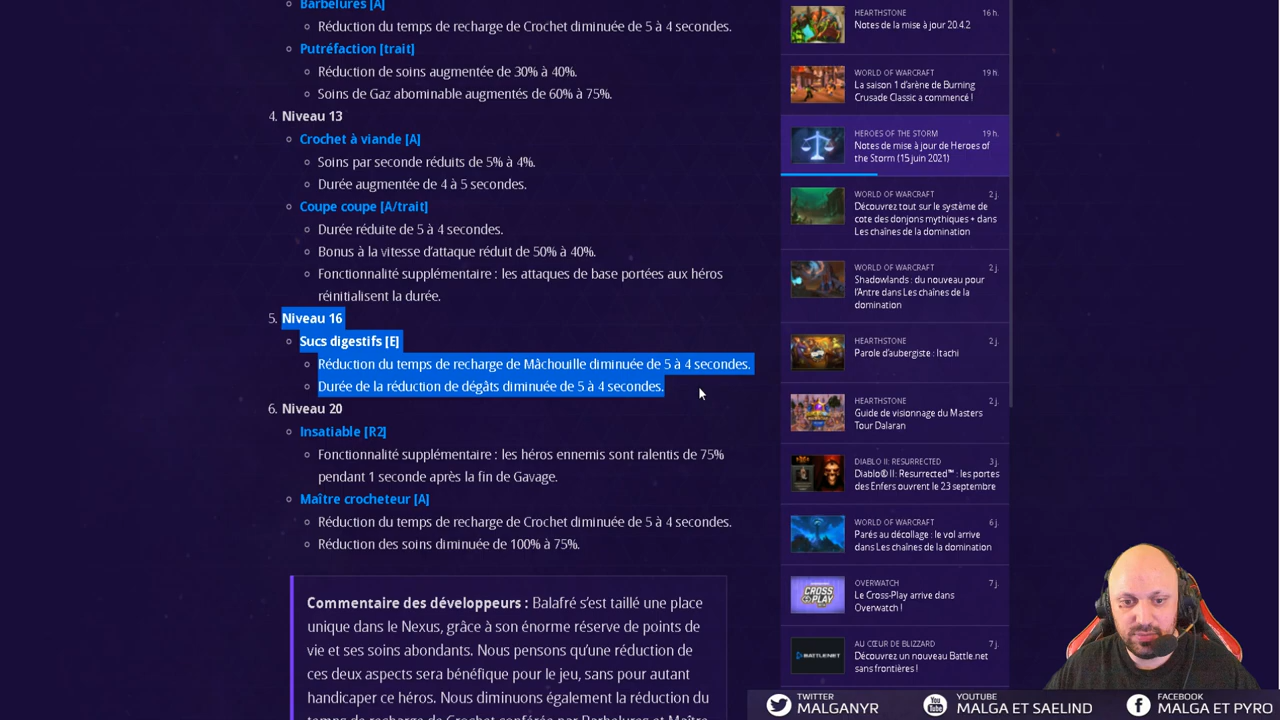 Barbelures [A]
Réduction du temps de recharge de Crochet diminuée de 5 à 4 secondes.
Putréfaction [trait]
Réduction de soins augmentée de 30% à 40%.
Soins de Gaz abominable augmentés de 60% à 75%.
4. Niveau 13
Crochet à viande [A]
Soins par seconde réduits de 5% à 4%.
Durée augmentée de 4 à 5 secondes.
Coupe coupe [A/trait]
Durée réduite de 5 à 4 secondes.
Bonus à la vitesse d’attaque réduit de 50% à 40%.
Fonctionnalité supplémentaire : les attaques de base portées aux héros
réinitialisent la durée.
5. Niveau 16
Sucs digestifs [E]
Réduction du temps de recharge de Mâchouille diminuée de 5 à 4 secondes.
Durée de la réduction de dégâts diminuée de 5 à 4 secondes.
6. Niveau 20
Insatiable [R2]
Fonctionnalité supplémentaire : les héros ennemis sont ralentis de 75%
pendant 1 seconde après la fin de Gavage.
Maître crocheteur [A]
Réduction du temps de recharge de Crochet diminuée de 5 à 4 secondes.
Réduction des soins diminuée de 100% à 75%.
Commentaire des développeurs : Balafré s’est taillé une place
unique dans le Nexus, grâce à son énorme réserve de points de
vie et ses soins abondants. Nous pensons qu’une réduction de
ces deux aspects sera bénéfique pour le jeu, sans pour autant
handicaper ce héros. Nous diminuons également la réduction du
temps de recharge de Crochet conférée par Barbelures et Maître
HEARTHSTONE 16 h.
Notes de la mise à jour 20.4.2
WORLD OF WARCRAFT 19 h.
La saison 1 d’arène de Burning
Crusade Classic a commencé !
HEROES OF THE STORM 19 h.
Notes de mise à jour de Heroes of
the Storm (15 juin 2021)
WORLD OF WARCRAFT 2 j.
Découvrez tout sur le système de
cote des donjons mythiques + dans
Les chaînes de la domination
WORLD OF WARCRAFT 2 j.
Shadowlands : du nouveau pour
l’Antre dans Les chaînes de la
domination
HEARTHSTONE 2 j.
Parole d’aubergiste : Itachi
HEARTHSTONE 2 j.
Guide de visionnage du Masters
Tour Dalaran
DIABLO II: RESURRECTED 3 j.
Diablo® II: Resurrected™ : les portes
des Enfers ouvrent le 23 septembre
WORLD OF WARCRAFT 6 j.
Parés au décollage : le vol arrive
dans Les chaînes de la domination
OVERWATCH 7 j.
Le Cross-Play arrive dans
Overwatch !
CROSS PLAY
AU CŒUR DE BLIZZARD 7 j.
Découvrez un nouveau Battle.net
sans frontières !
BATTLE.NET
TWITTER
MALGANYR
YOUTUBE
MALGA ET SAELIND
FACEBOOK
MALGA ET PYRO